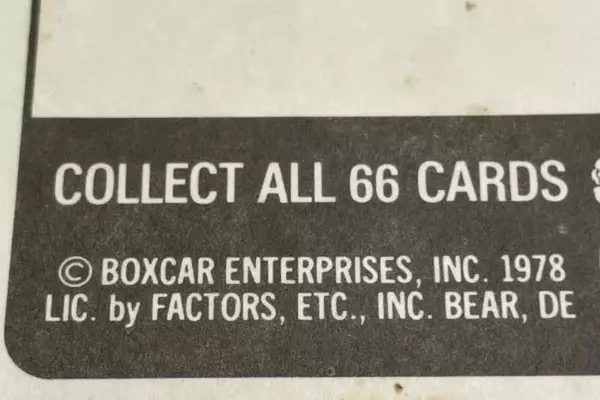 COLLECT ALL 66 CARDS
© BOXCAR ENTERPRISES, INC. 1978
LIC. by FACTORS, ETC., INC. BEAR, DE